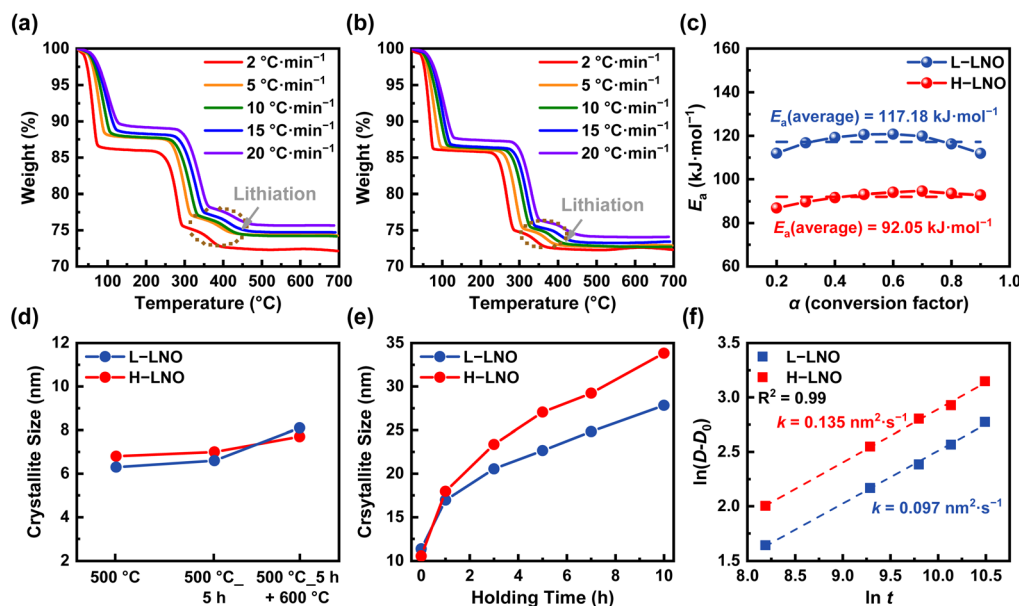 (a)
100
95
90
85
80
75
70
Weight (%)
2 °C·min⁻¹
5 °C·min⁻¹
10 °C·min⁻¹
15 °C·min⁻¹
20 °C·min⁻¹
Lithiation
0 100 200 300 400 500 600 700
Temperature (°C)
(b)
100
95
90
85
80
75
70
Weight (%)
2 °C·min⁻¹
5 °C·min⁻¹
10 °C·min⁻¹
15 °C·min⁻¹
20 °C·min⁻¹
Lithiation
0 100 200 300 400 500 600 700
Temperature (°C)
(c)
160
140
120
100
80
60
Eₐ (kJ·mol⁻¹)
L−LNO
H−LNO
Eₐ(average) = 117.18 kJ·mol⁻¹
Eₐ(average) = 92.05 kJ·mol⁻¹
0.2 0.4 0.6 0.8 1.0
α (conversion factor)
(d)
12
10
8
6
4
2
Crystallite Size (nm)
L−LNO
H−LNO
500 °C 500 °C_ 500 °C_5 h
5 h + 600 °C
(e)
35
30
25
20
15
10
Crsytallite Size (nm)
L−LNO
H−LNO
0 2 4 6 8 10
Holding Time (h)
(f)
3.5
3.0
2.5
2.0
1.5
ln(D-D₀)
L−LNO
H−LNO
R² = 0.99
k = 0.135 nm²·s⁻¹
k = 0.097 nm²·s⁻¹
8.0 8.5 9.0 9.5 10.0 10.5
ln t